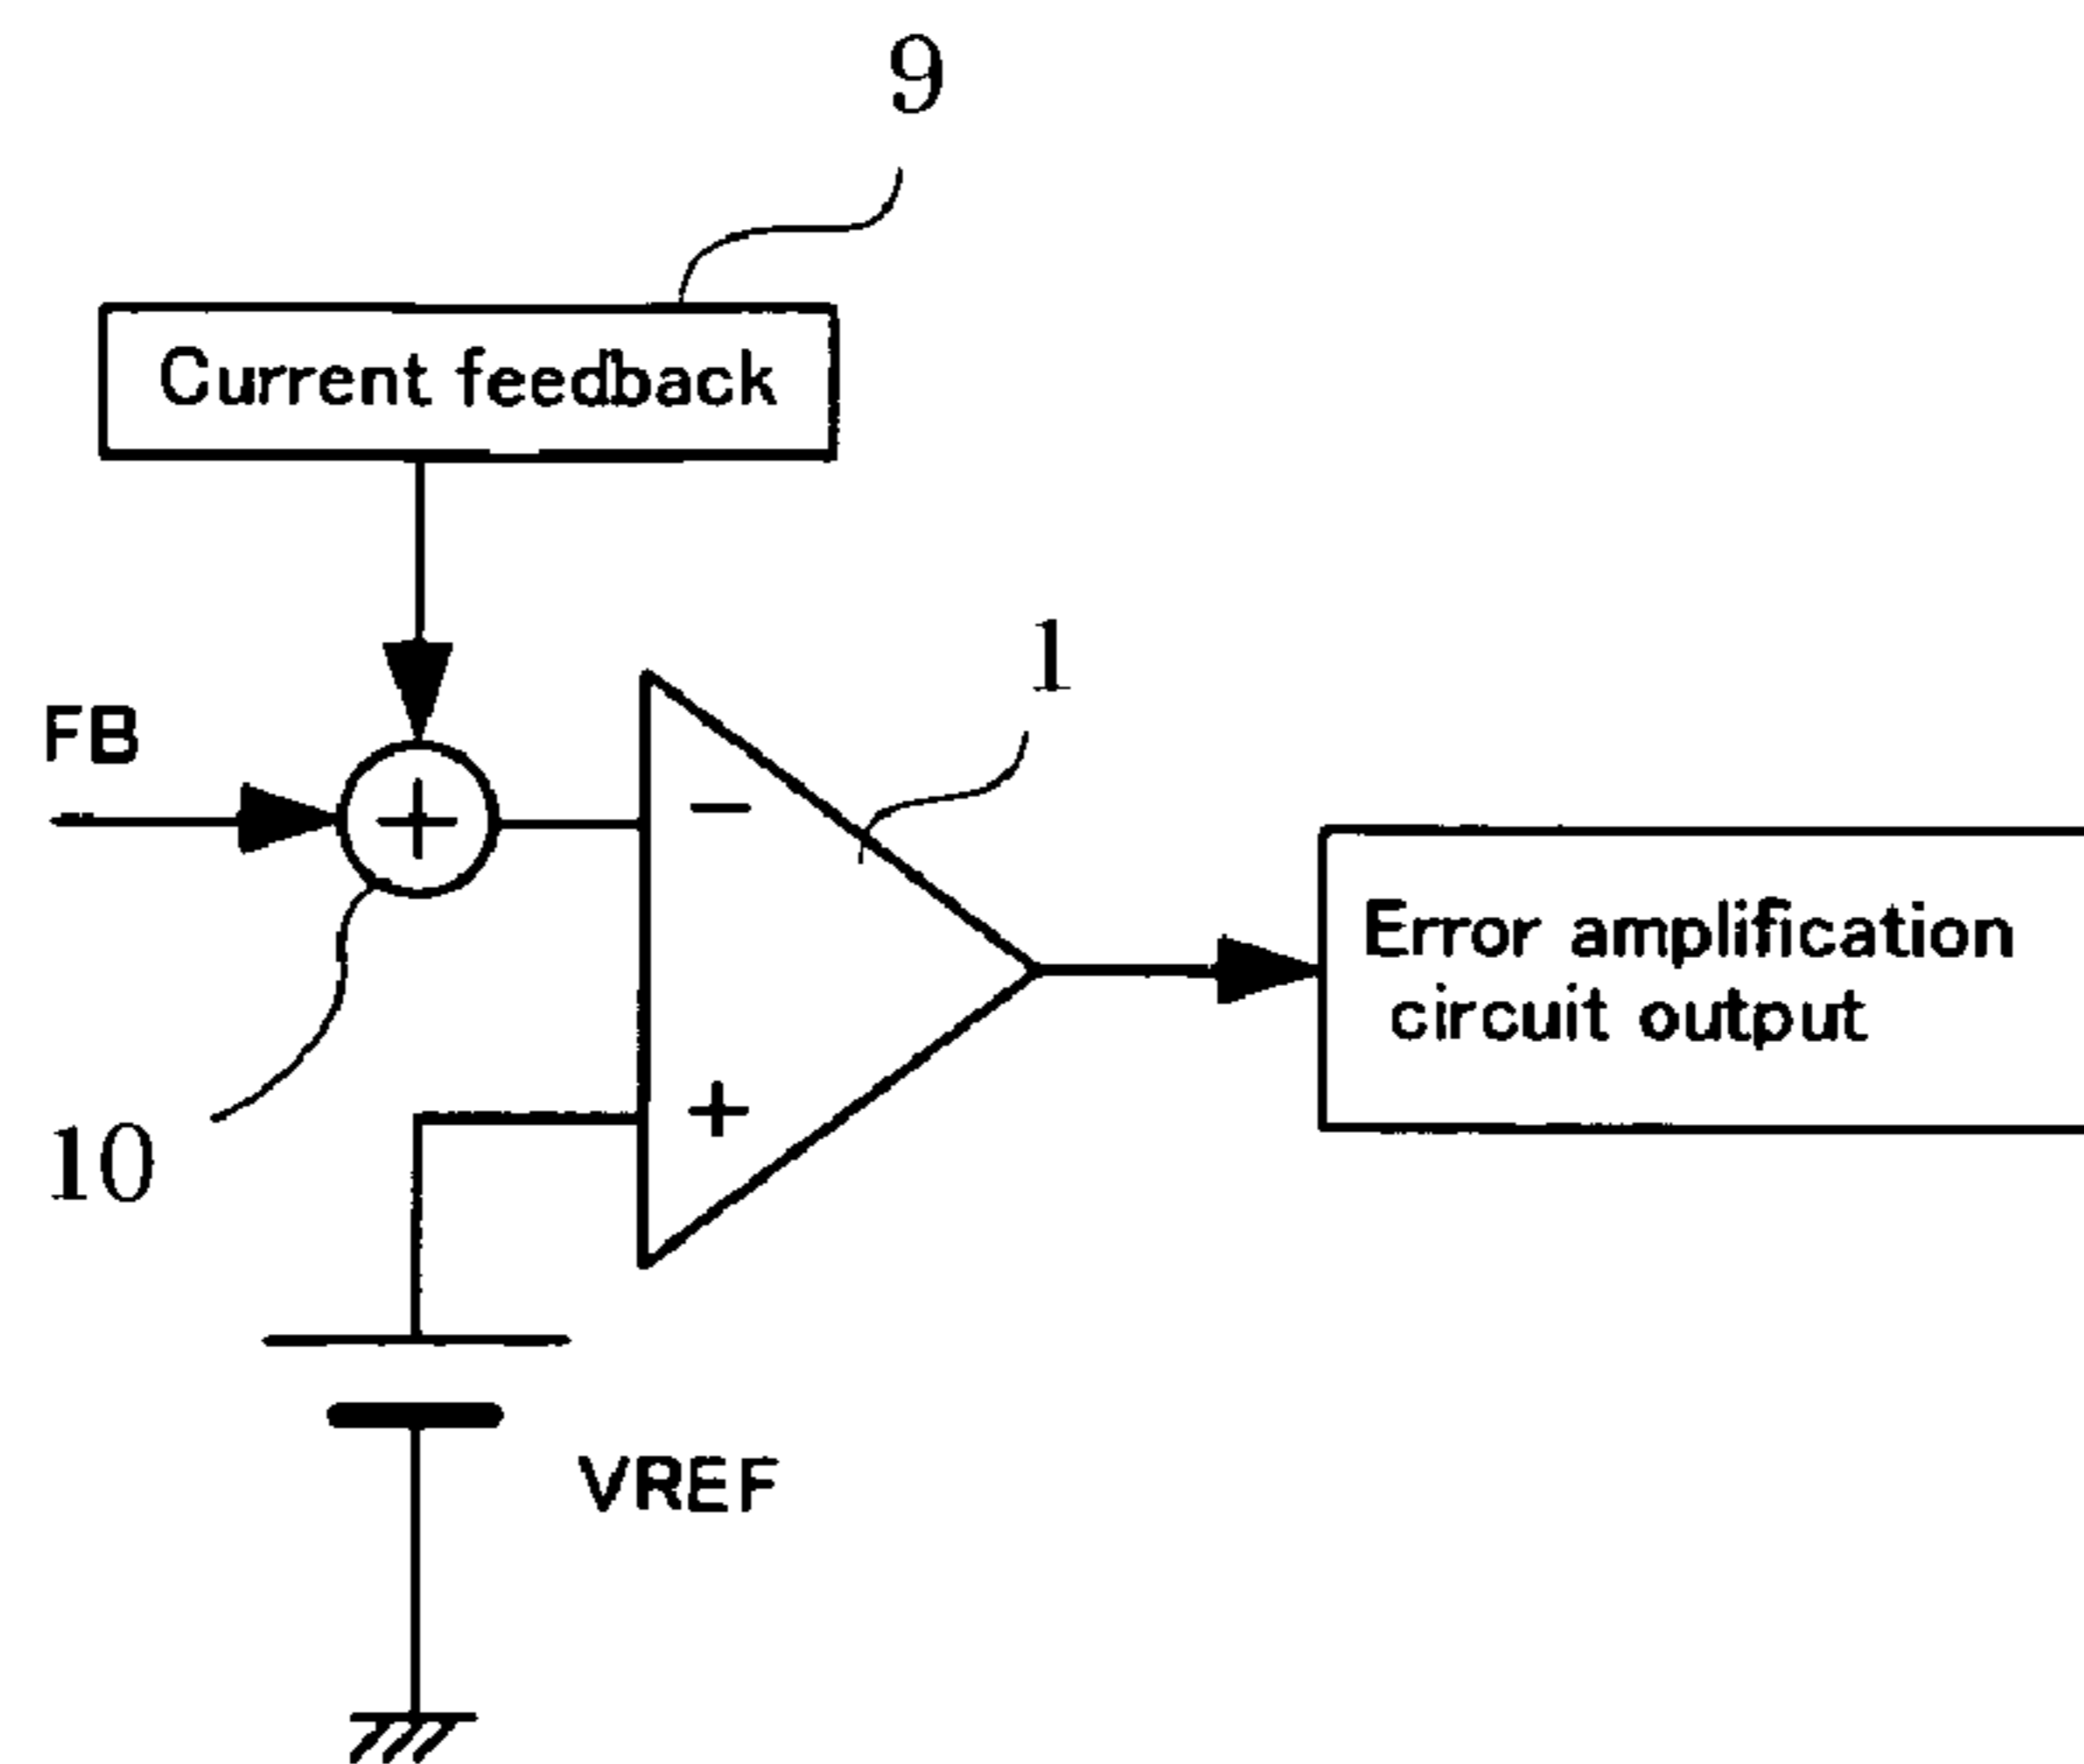 9
Current feedback
1
FB
+
−
Error amplification
circuit output
+
10
VREF